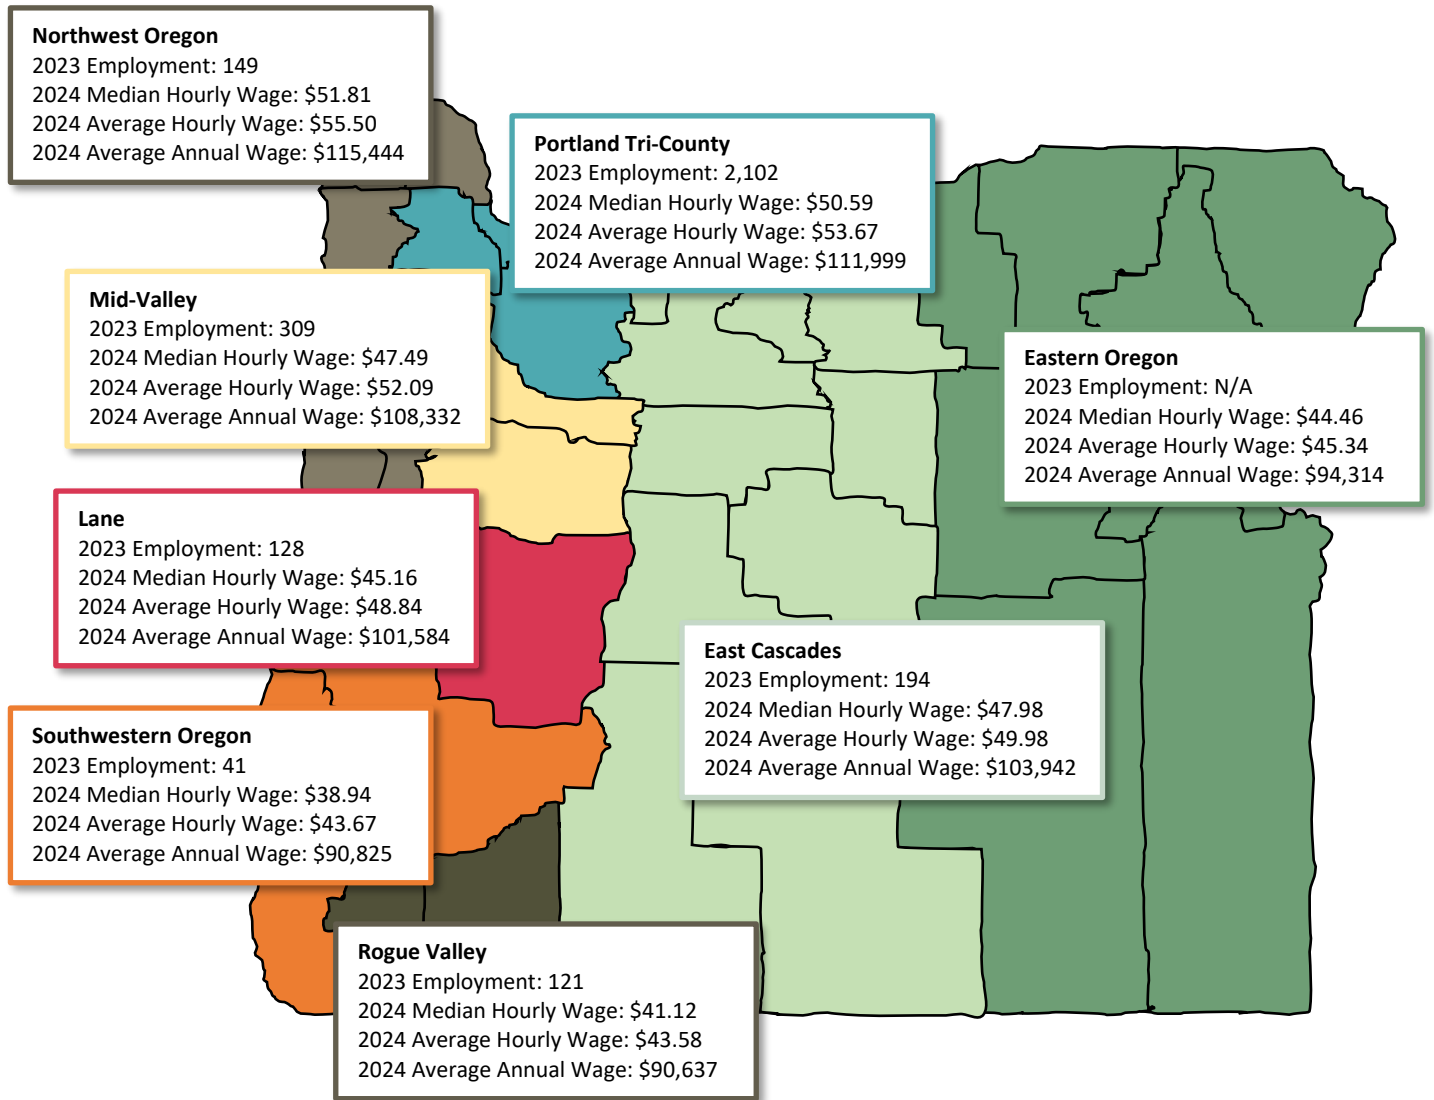 Northwest Oregon
2023 Employment: 149
2024 Median Hourly Wage: $51.81
2024 Average Hourly Wage: $55.50
2024 Average Annual Wage: $115,444
Portland Tri-County
2023 Employment: 2,102
2024 Median Hourly Wage: $50.59
2024 Average Hourly Wage: $53.67
2024 Average Annual Wage: $111,999
Mid-Valley
2023 Employment: 309
2024 Median Hourly Wage: $47.49
2024 Average Hourly Wage: $52.09
2024 Average Annual Wage: $108,332
Eastern Oregon
2023 Employment: N/A
2024 Median Hourly Wage: $44.46
2024 Average Hourly Wage: $45.34
2024 Average Annual Wage: $94,314
Lane
2023 Employment: 128
2024 Median Hourly Wage: $45.16
2024 Average Hourly Wage: $48.84
2024 Average Annual Wage: $101,584
East Cascades
2023 Employment: 194
2024 Median Hourly Wage: $47.98
2024 Average Hourly Wage: $49.98
2024 Average Annual Wage: $103,942
Southwestern Oregon
2023 Employment: 41
2024 Median Hourly Wage: $38.94
2024 Average Hourly Wage: $43.67
2024 Average Annual Wage: $90,825
Rogue Valley
2023 Employment: 121
2024 Median Hourly Wage: $41.12
2024 Average Hourly Wage: $43.58
2024 Average Annual Wage: $90,637